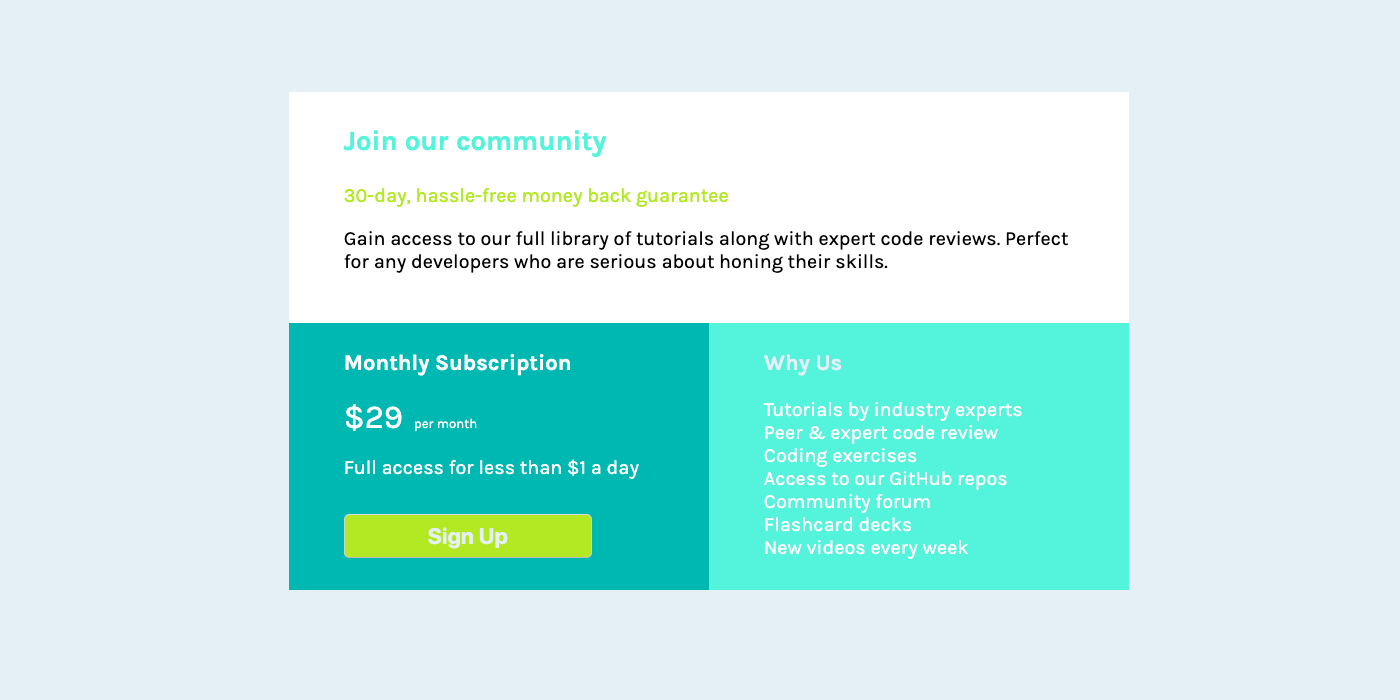 Join our community
30-day, hassle-free money back guarantee
Gain access to our full library of tutorials along with expert code reviews. Perfect
for any developers who are serious about honing their skills.
Monthly Subscription
$29 per month
Full access for less than $1 a day
Sign Up
Why Us
Tutorials by industry experts
Peer & expert code review
Coding exercises
Access to our GitHub repos
Community forum
Flashcard decks
New videos every week